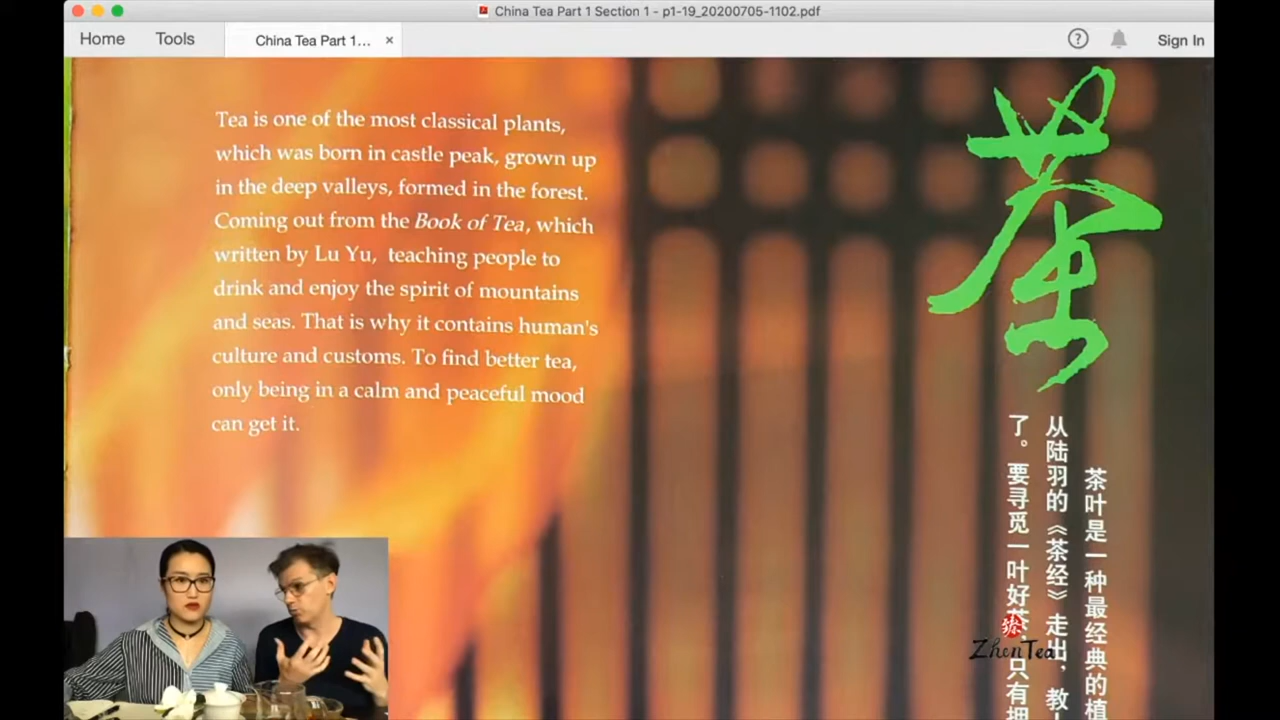 China Tea Part 1 Section 1 - p1-19_20200705-1102.pdf
Home
Tools
China Tea Part 1...
Sign In
Tea is one of the most classical plants,
which was born in castle peak, grown up
in the deep valleys, formed in the forest.
Coming out from the Book of Tea, which
written by Lu Yu, teaching people to
drink and enjoy the spirit of mountains
and seas. That is why it contains human's
culture and customs. To find better tea,
only being in a calm and peaceful mood
can get it.
茶
茶叶是一种最经典的植
从陆羽的《茶经》走出，教
了。要寻觅一叶好茶 只有
臻
ZhenTea